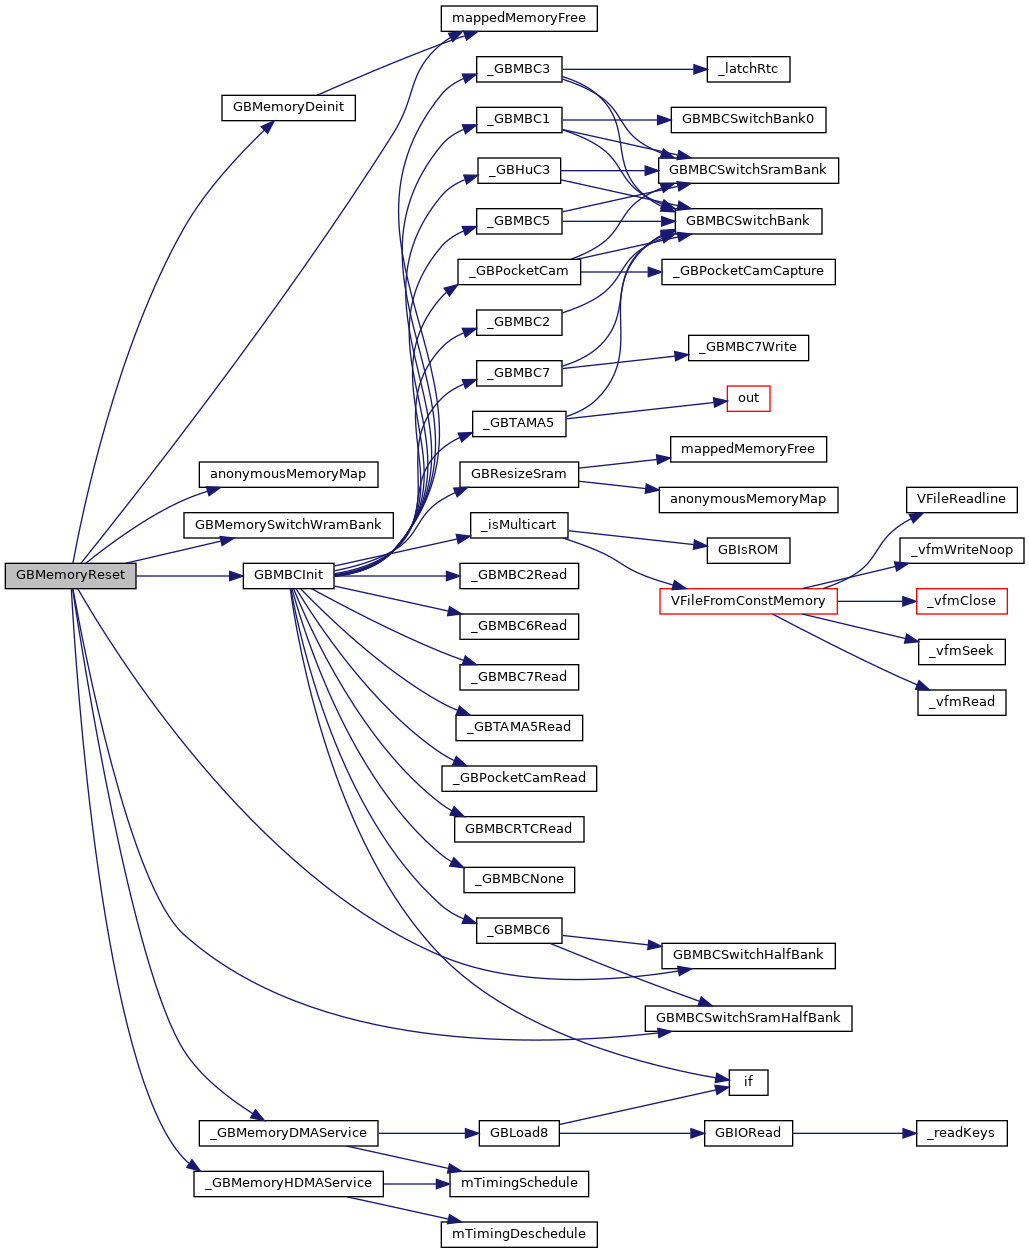 mappedMemoryFree
_GBMBC3
_latchRtc
GBMemoryDeinit
_GBMBC1
GBMBCSwitchBank0
_GBHuC3
GBMBCSwitchSramBank
_GBMBC5
GBMBCSwitchBank
_GBPocketCam
_GBPocketCamCapture
_GBMBC2
_GBMBC7Write
_GBMBC7
out
_GBTAMA5
mappedMemoryFree
anonymousMemoryMap
GBResizeSram
anonymousMemoryMap
VFileReadline
GBMemorySwitchWramBank
_isMulticart
GBIsROM
_vfmWriteNoop
GBMemoryReset
GBMBCInit
_GBMBC2Read
VFileFromConstMemory
_vfmClose
_GBMBC6Read
_vfmSeek
_GBMBC7Read
_vfmRead
_GBTAMA5Read
_GBPocketCamRead
GBMBCRTCRead
_GBMBCNone
_GBMBC6
GBMBCSwitchHalfBank
GBMBCSwitchSramHalfBank
if
_GBMemoryDMAService
GBLoad8
GBIORead
_readKeys
_GBMemoryHDMAService
mTimingSchedule
mTimingDeschedule